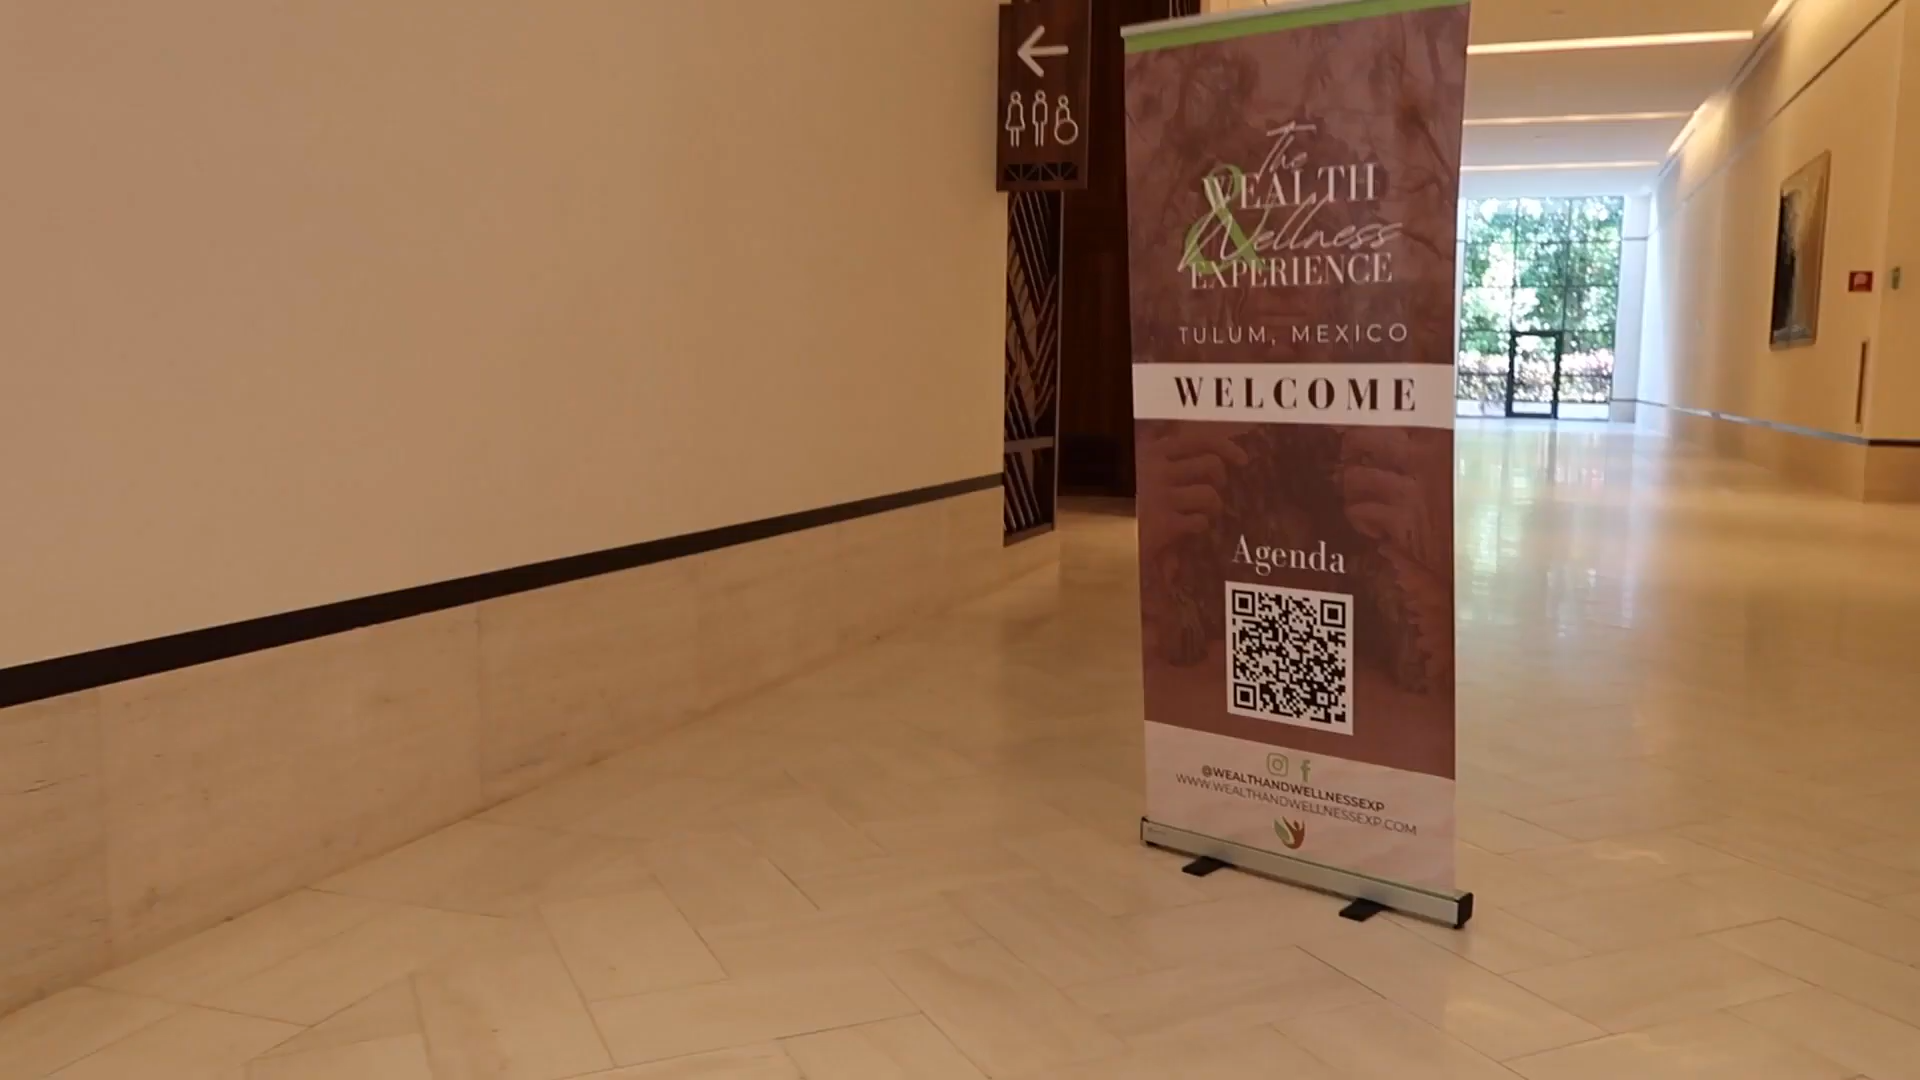 The
WEALTH
& Wellness
EXPERIENCE
TULUM, MEXICO
WELCOME
Agenda
@WEALTHANDWELLNESSEXP
WWW.WEALTHANDWELLNESSEXP.COM